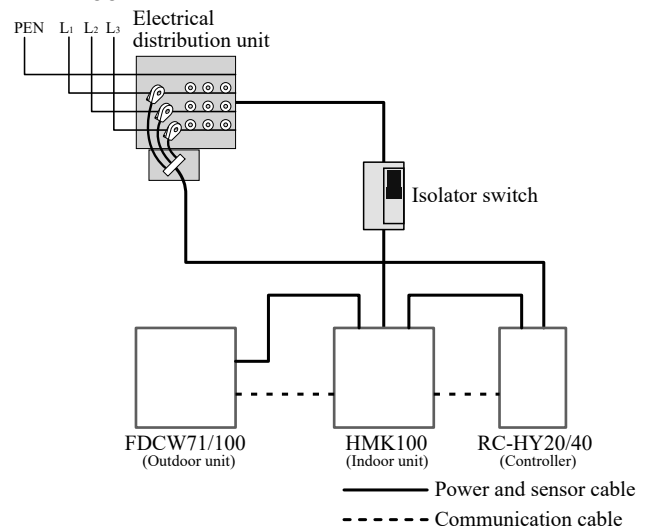 Electrical
distribution unit
PEN L1 L2 L3
Isolator switch
FDCW71/100
(Outdoor unit)
HMK100
(Indoor unit)
RC-HY20/40
(Controller)
Power and sensor cable
Communication cable